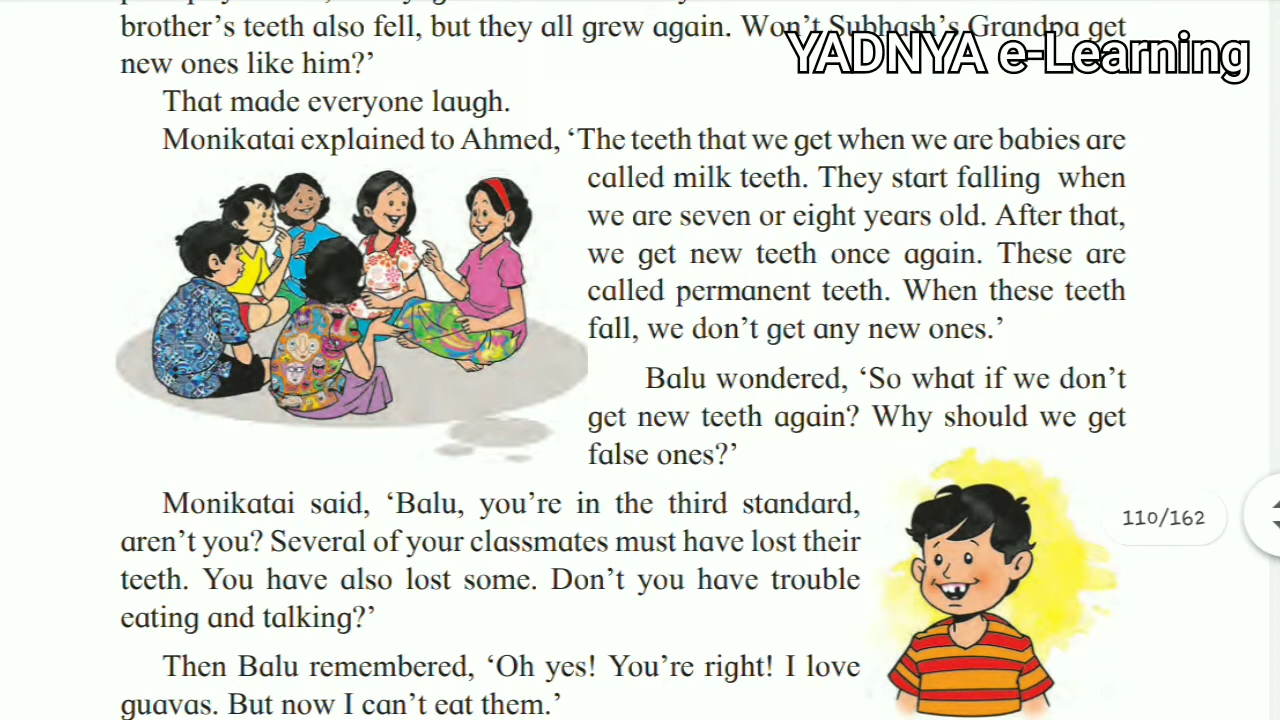 brother’s teeth also fell, but they all grew again. Won’t Subhash’s Grandpa get
YADNYA e-Learning
new ones like him?’
That made everyone laugh.
Monikatai explained to Ahmed, ‘The teeth that we get when we are babies are
called milk teeth. They start falling when
we are seven or eight years old. After that,
we get new teeth once again. These are
called permanent teeth. When these teeth
fall, we don’t get any new ones.’
Balu wondered, ‘So what if we don’t
get new teeth again? Why should we get
false ones?’
Monikatai said, ‘Balu, you’re in the third standard,
110/162
aren’t you? Several of your classmates must have lost their
teeth. You have also lost some. Don’t you have trouble
eating and talking?’
Then Balu remembered, ‘Oh yes! You’re right! I love
guavas. But now I can’t eat them.’